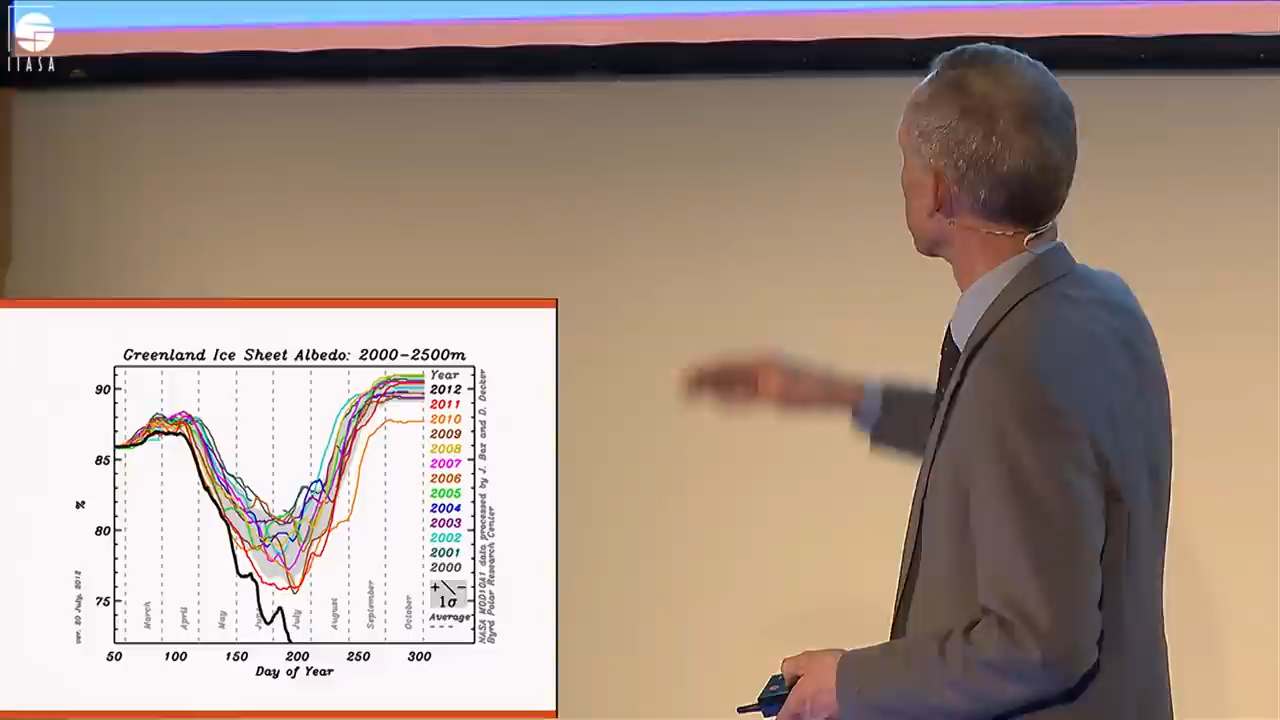 IIASA
Greenland Ice Sheet Albedo: 2000-2500m
%
90
85
80
75
50 100 150 200 250 300
Day of Year
March
April
May
July
August
September
October
Year
2012
2011
2010
2009
2008
2007
2006
2005
2004
2003
2002
2001
2000
+\-
1σ
Average
ver. 20 July, 2012
NASA MOD10A1 data processed by J. Box and D. Decker
Byrd Polar Research Center